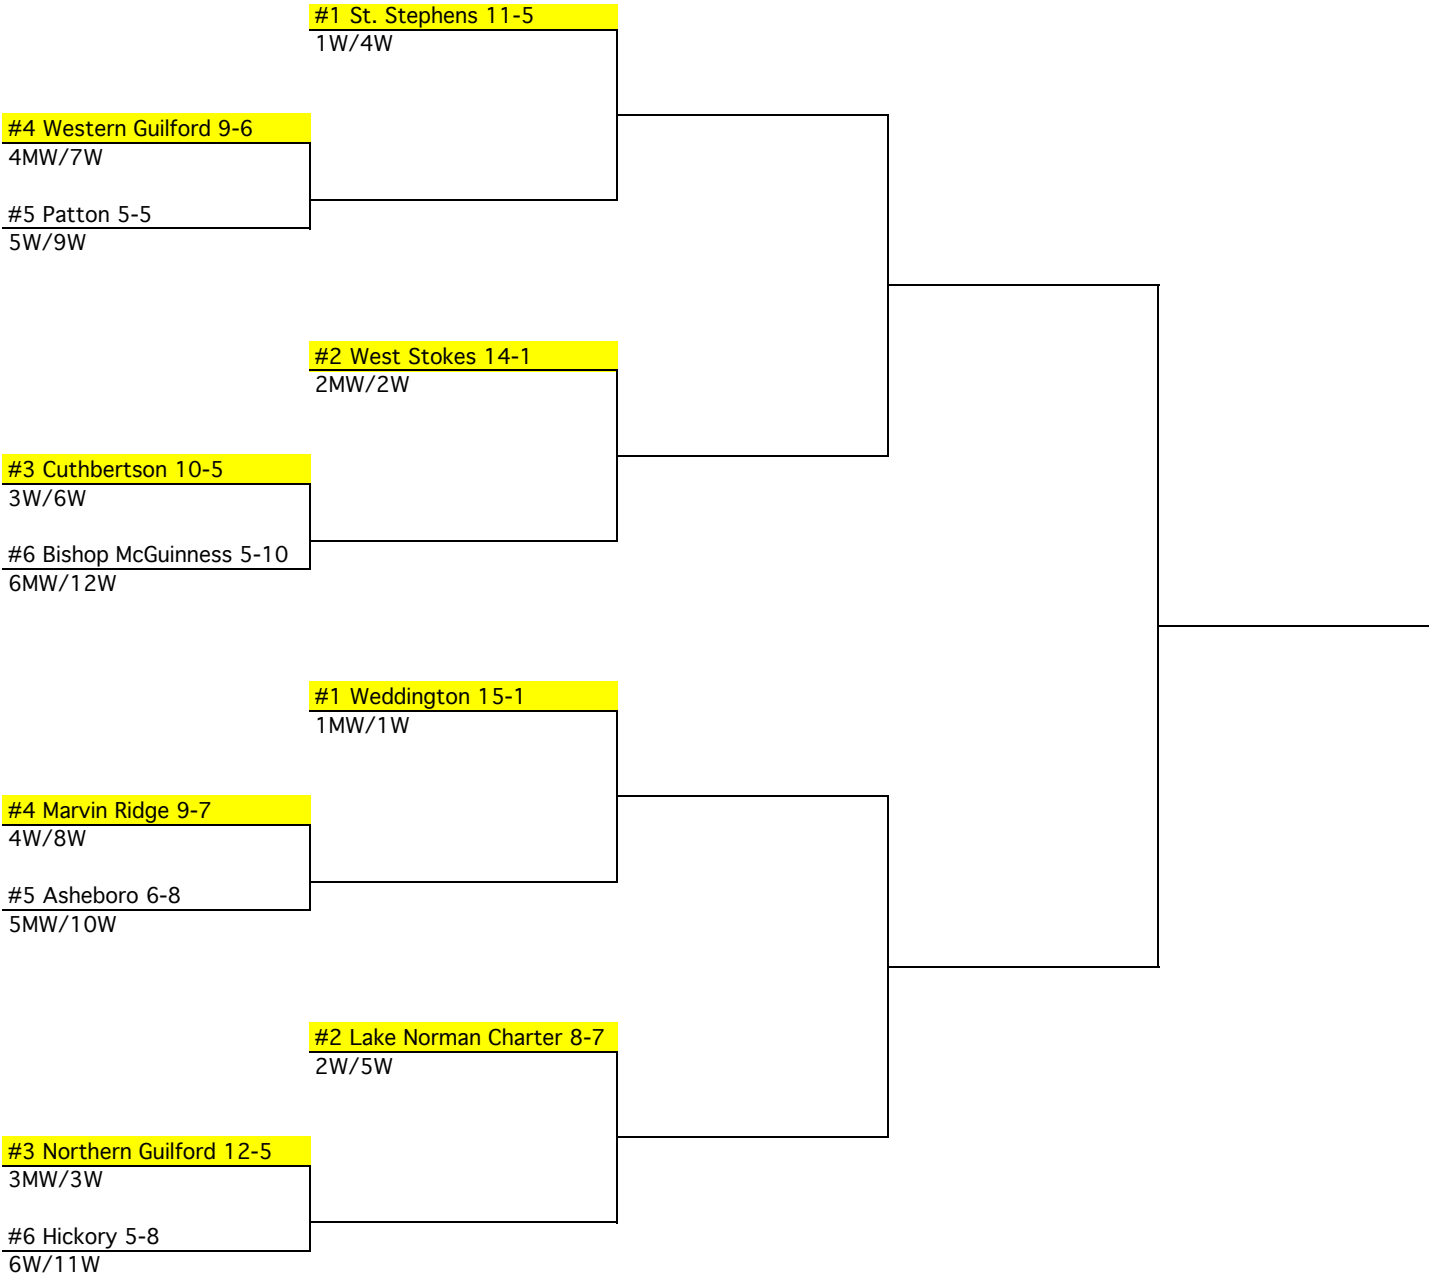 #1 St. Stephens 11-5
1W/4W
#4 Western Guilford 9-6
4MW/7W
#5 Patton 5-5
5W/9W
#2 West Stokes 14-1
2MW/2W
#3 Cuthbertson 10-5
3W/6W
#6 Bishop McGuinness 5-10
6MW/12W
#1 Weddington 15-1
1MW/1W
#4 Marvin Ridge 9-7
4W/8W
#5 Asheboro 6-8
5MW/10W
#2 Lake Norman Charter 8-7
2W/5W
#3 Northern Guilford 12-5
3MW/3W
#6 Hickory 5-8
6W/11W